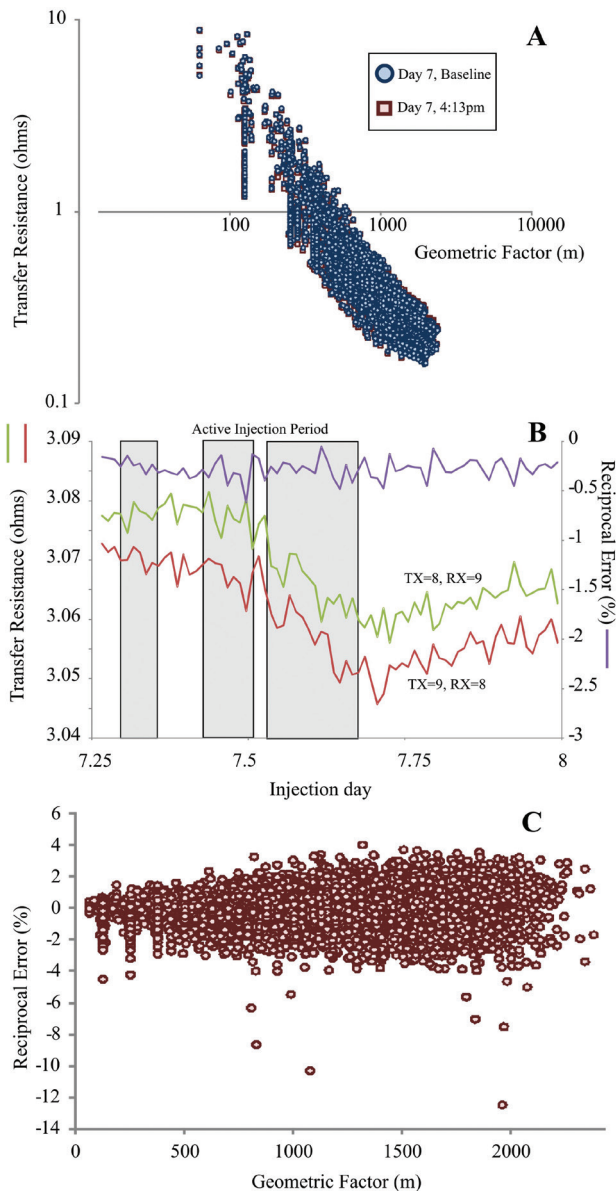 10
A
Day 7, Baseline
Day 7, 4:13pm
Transfer Resistance (ohms)
1
100
1000
10000
Geometric Factor (m)
0.1
B
Active Injection Period
3.09
3.08
3.07
3.06
3.05
3.04
Transfer Resistance (ohms)
0
-0.5
-1
-1.5
-2
-2.5
-3
Reciprocal Error (%)
TX=8, RX=9
TX=9, RX=8
7.25
7.5
7.75
8
Injection day
C
6
4
2
0
-2
-4
-6
-8
-10
-12
-14
Reciprocal Error (%)
0
500
1000
1500
2000
Geometric Factor (m)